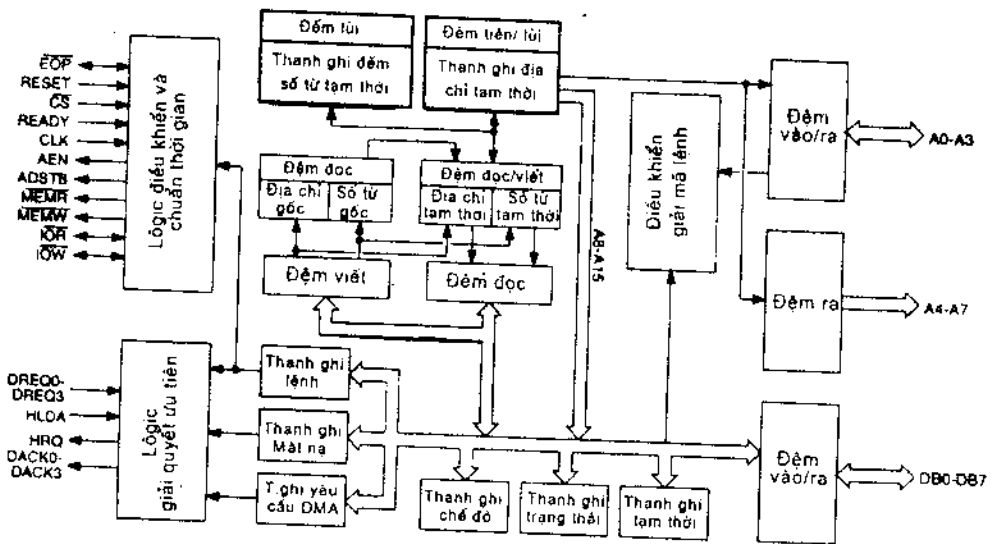 Đếm lùi
Thanh ghi đếm
số từ tạm thời
Đếm tiến/ lùi
Thanh ghi địa
chỉ tạm thời
EOP
RESET
CS
READY
CLK
AEN
ADSTB
MEMR
MEMW
IOR
IOW
Lôgic điều khiển và
chuẩn thời gian
Đệm đọc
Địa chỉ
gốc
Số từ
gốc
Đệm đọc/viết
Địa chỉ
tạm thời
Số từ
tạm thời
Đệm viết
Đệm đọc
A8-A15
Điều khiển
giải mã lệnh
Đệm
vào/ra
A0-A3
Đệm ra
A4-A7
DREQ0-
DREQ3
HLDA
HRQ
DACK0-
DACK3
Lôgic
giải quyết ưu tiên
Thanh ghi
lệnh
Thanh ghi
Mặt nạ
T.ghi yêu
cầu DMA
Thanh ghi
chế độ
Thanh ghi
trạng thái
Thanh ghi
tạm thời
Đệm
vào/ra
DB0-DB7